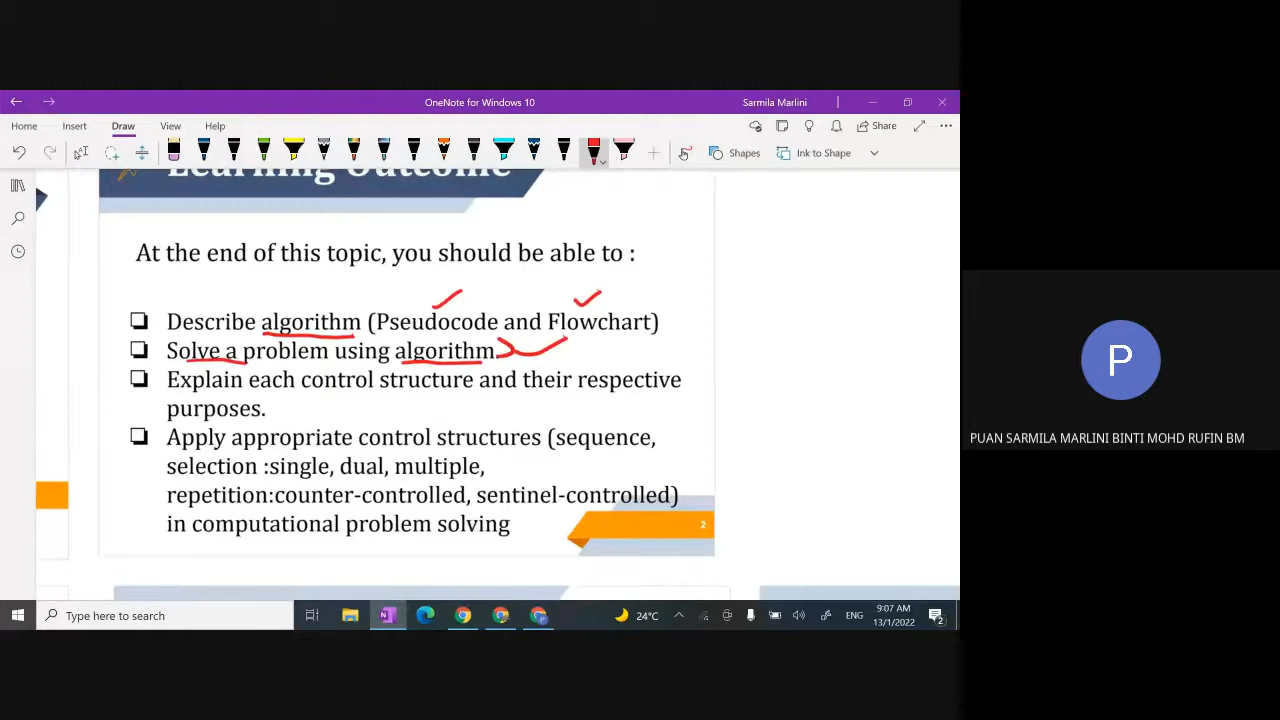 OneNote for Windows 10
Sarmila Marlini
Home
Insert
Draw
View
Help
Share
Shapes
Ink to Shape
Learning Outcome
At the end of this topic, you should be able to :
Describe algorithm (Pseudocode and Flowchart)
Solve a problem using algorithm.
Explain each control structure and their respective
purposes.
Apply appropriate control structures (sequence,
selection :single, dual, multiple,
repetition:counter-controlled, sentinel-controlled)
in computational problem solving
2
P
PUAN SARMILA MARLINI BINTI MOHD RUFIN BM
Type here to search
24°C
ENG
9:07 AM
13/1/2022
2